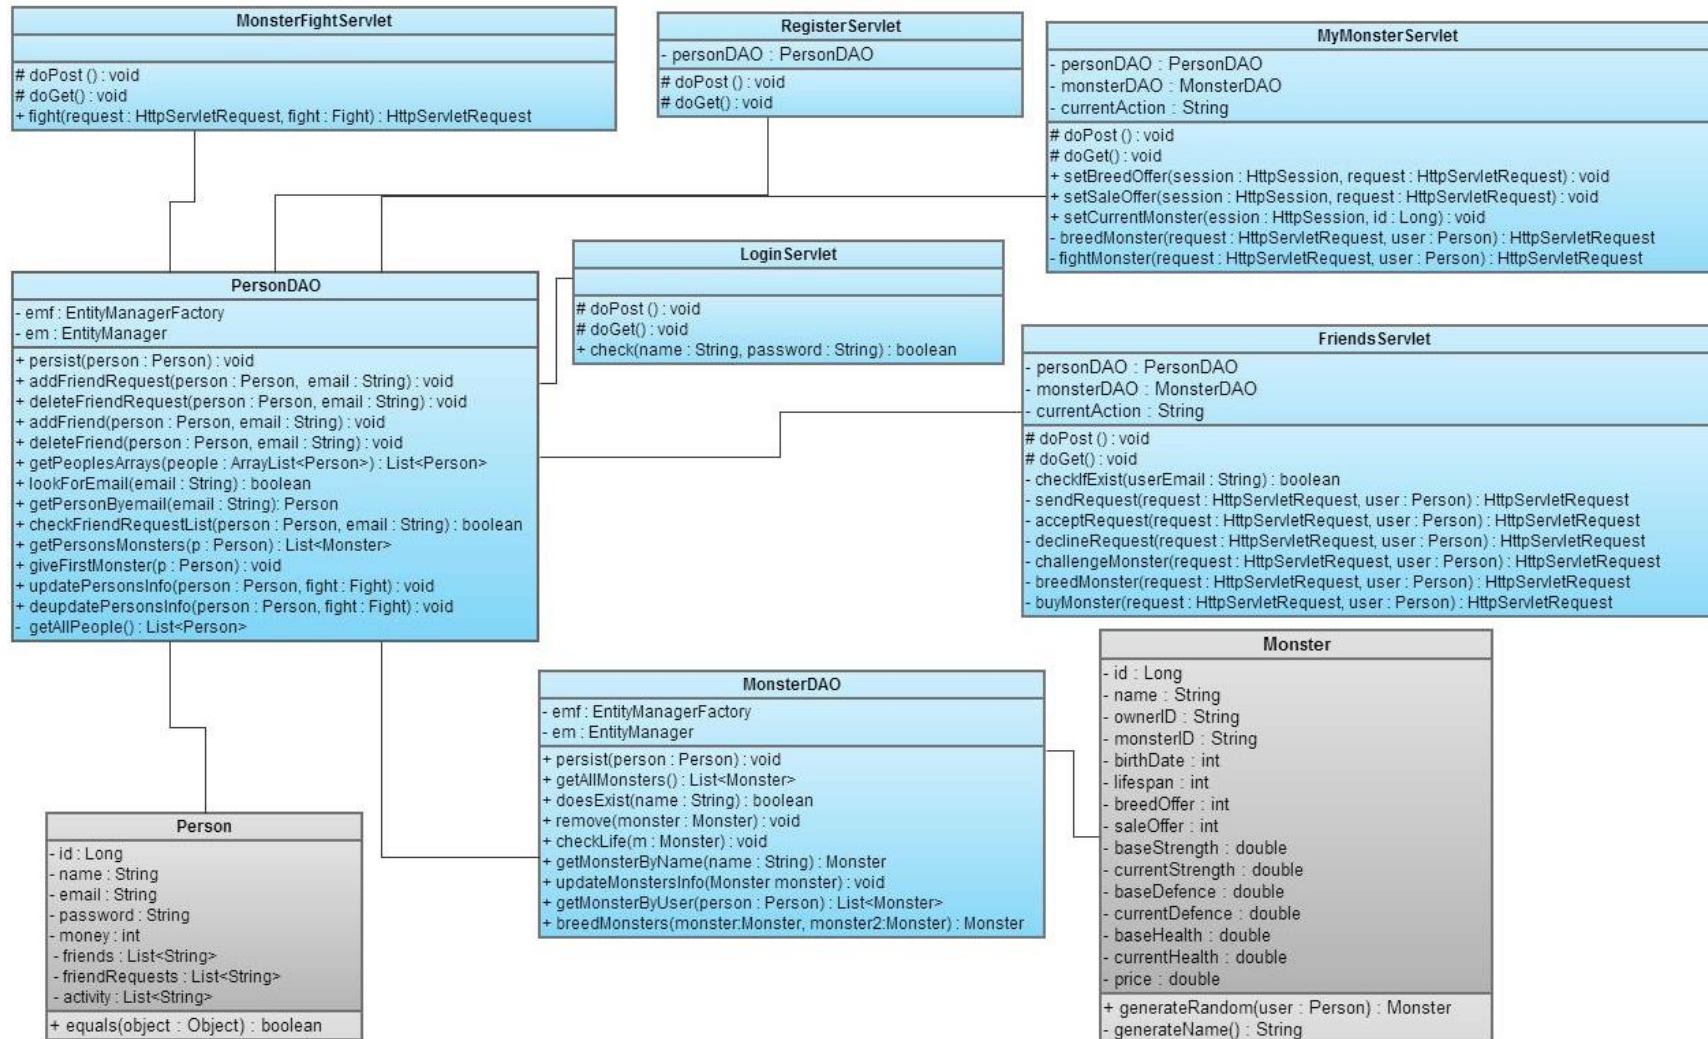 MonsterFightServlet
# doPost () : void
# doGet() : void
+ fight(request : HttpServletRequest, fight : Fight) : HttpServletRequest
RegisterServlet
- personDAO : PersonDAO
# doPost () : void
# doGet() : void
MyMonsterServlet
- personDAO : PersonDAO
- monsterDAO : MonsterDAO
- currentAction : String
# doPost () : void
# doGet() : void
+ setBreedOffer(session : HttpSession, request : HttpServletRequest) : void
+ setSaleOffer(session : HttpSession, request : HttpServletRequest) : void
+ setCurrentMonster(ession : HttpSession, id : Long) : void
- breedMonster(request : HttpServletRequest, user : Person) : HttpServletRequest
- fightMonster(request : HttpServletRequest, user : Person) : HttpServletRequest
LoginServlet
# doPost () : void
# doGet() : void
+ check(name : String, password : String) : boolean
PersonDAO
- emf : EntityManagerFactory
- em : EntityManager
+ persist(person : Person) : void
+ addFriendRequest(person : Person, email : String) : void
+ deleteFriendRequest(person : Person, email : String) : void
+ addFriend(person : Person, email : String) : void
+ deleteFriend(person : Person, email : String) : void
+ getPeoplesArrays(people : ArrayList<Person>) : List<Person>
+ lookForEmail(email : String) : boolean
+ getPersonByemail(email : String): Person
+ checkFriendRequestList(person : Person, email : String) : boolean
+ getPersonsMonsters(p : Person) : List<Monster>
+ giveFirstMonster(p : Person) : void
+ updatePersonsInfo(person : Person, fight : Fight) : void
+ deupdatePersonsInfo(person : Person, fight : Fight) : void
- getAllPeople() : List<Person>
FriendsServlet
- personDAO : PersonDAO
- monsterDAO : MonsterDAO
- currentAction : String
# doPost () : void
# doGet() : void
- checkIfExist(userEmail : String) : boolean
- sendRequest(request : HttpServletRequest, user : Person) : HttpServletRequest
- acceptRequest(request : HttpServletRequest, user : Person) : HttpServletRequest
- declineRequest(request : HttpServletRequest, user : Person) : HttpServletRequest
- challengeMonster(request : HttpServletRequest, user : Person) : HttpServletRequest
- breedMonster(request : HttpServletRequest, user : Person) : HttpServletRequest
- buyMonster(request : HttpServletRequest, user : Person) : HttpServletRequest
MonsterDAO
- emf : EntityManagerFactory
- em : EntityManager
+ persist(person : Person) : void
+ getAllMonsters() : List<Monster>
+ doesExist(name : String) : boolean
+ remove(monster : Monster) : void
+ checkLife(m : Monster) : void
+ getMonsterByName(name : String) : Monster
+ updateMonstersInfo(Monster monster) : void
+ getMonsterByUser(person : Person) : List<Monster>
+ breedMonsters(monster:Monster, monster2:Monster) : Monster
Monster
- id : Long
- name : String
- ownerID : String
- monsterID : String
- birthDate : int
- lifespan : int
- breedOffer : int
- saleOffer : int
- baseStrength : double
- currentStrength : double
- baseDefence : double
- currentDefence : double
- baseHealth : double
- currentHealth : double
- price : double
+ generateRandom(user : Person) : Monster
- generateName() : String
Person
- id : Long
- name : String
- email : String
- password : String
- money : int
- friends : List<String>
- friendRequests : List<String>
- activity : List<String>
+ equals(object : Object) : boolean